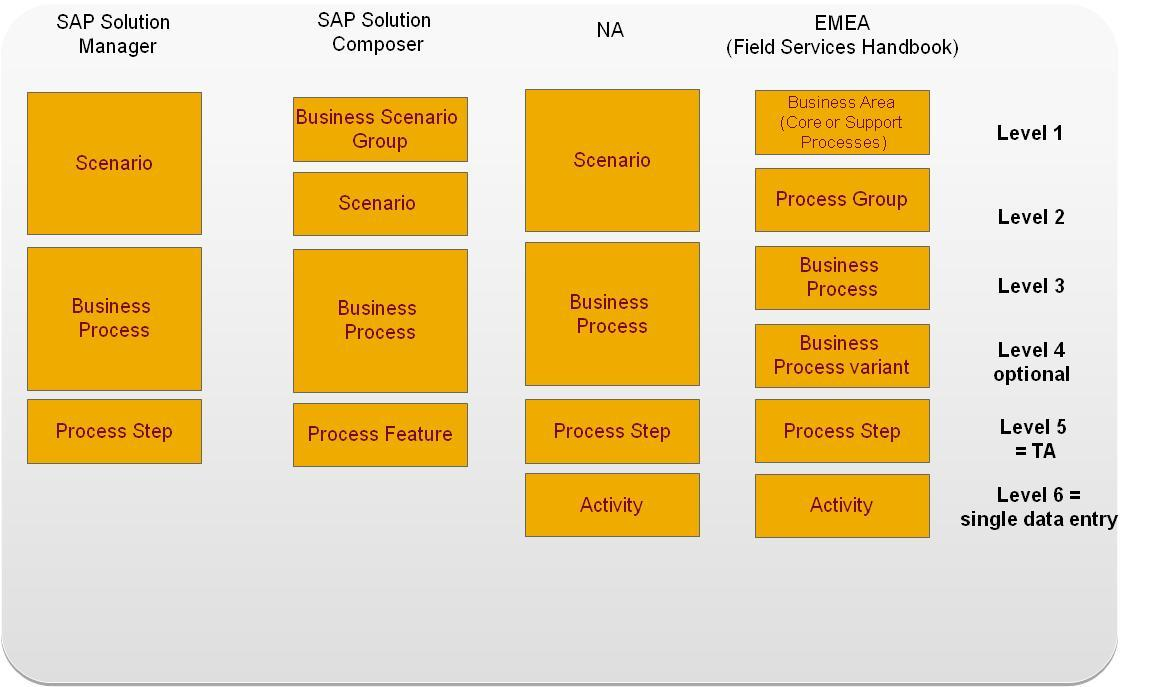 SAP Solution
Manager
SAP Solution
Composer
NA
EMEA
(Field Services Handbook)
Scenario
Business Scenario
Group
Scenario
Scenario
Business Area
(Core or Support
Processes)
Process Group
Level 1
Level 2
Business
Process
Business
Process
Business
Process
Business
Process
Level 3
Business
Process variant
Level 4
optional
Process Step
Process Feature
Process Step
Process Step
Level 5
= TA
Activity
Activity
Level 6 =
single data entry